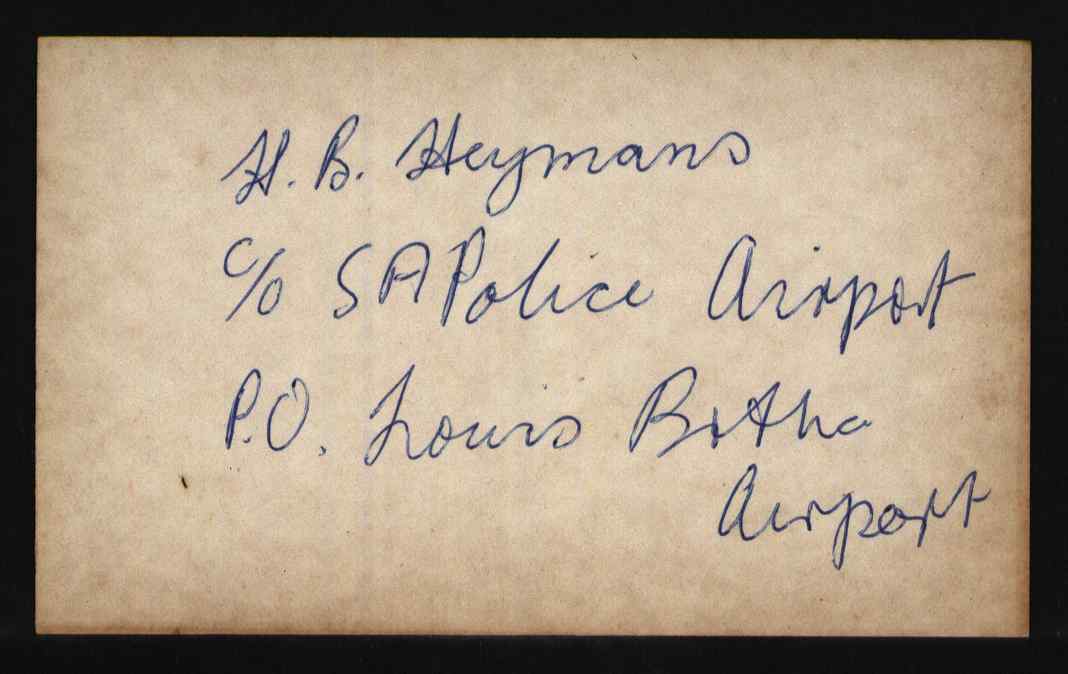 H. B. Heymans
c/o SA Police Airport
P.O. Louis Botha
Airport